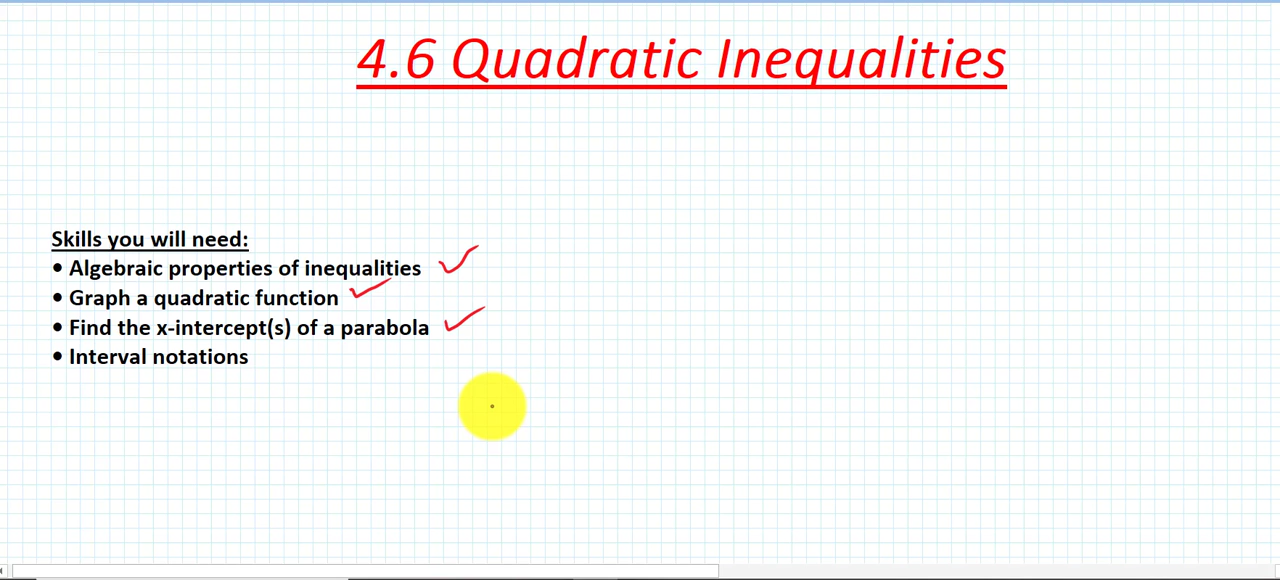 4.6 Quadratic Inequalities
Skills you will need:
• Algebraic properties of inequalities
• Graph a quadratic function
• Find the x-intercept(s) of a parabola
• Interval notations